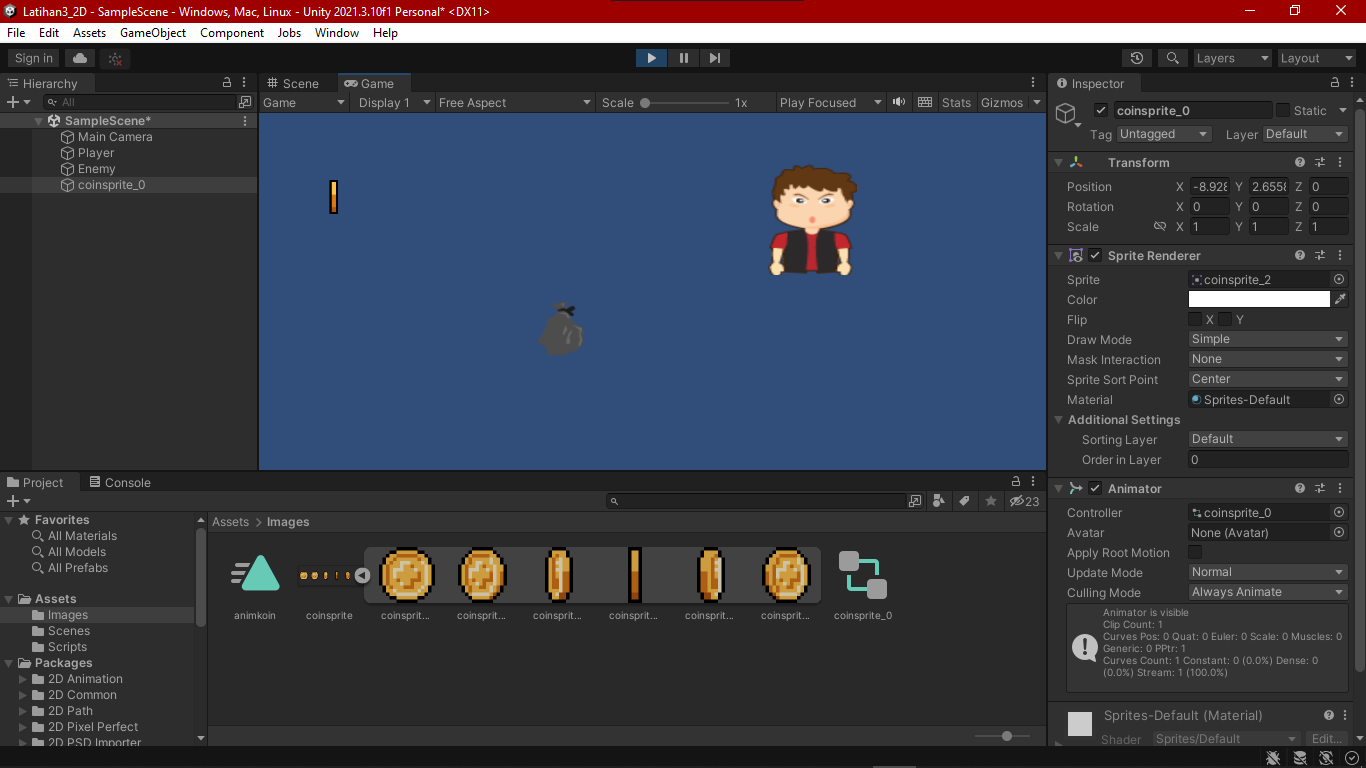 Latihan3_2D - SampleScene - Windows, Mac, Linux - Unity 2021.3.10f1 Personal* <DX11>
File Edit Assets GameObject Component Jobs Window Help
Sign in
Layers
Layout
Hierarchy
All
SampleScene*
Main Camera
Player
Enemy
coinsprite_0
Scene
Game
Game Display 1 Free Aspect Scale 1x Play Focused Stats Gizmos
Inspector
coinsprite_0 Static
Tag Untagged Layer Default
Transform
Position X -8.928 Y 2.6558 Z 0
Rotation X 0 Y 0 Z 0
Scale X 1 Y 1 Z 1
Sprite Renderer
Sprite coinsprite_2
Color
Flip X Y
Draw Mode Simple
Mask Interaction None
Sprite Sort Point Center
Material Sprites-Default
Additional Settings
Sorting Layer Default
Order in Layer 0
Animator
Controller coinsprite_0
Avatar None (Avatar)
Apply Root Motion
Update Mode Normal
Culling Mode Always Animate
Animator is visible
Clip Count: 1
Curves Pos: 0 Quat: 0 Euler: 0 Scale: 0 Muscles: 0
Generic: 0 PPtr: 1
Curves Count: 1 Constant: 0 (0.0%) Dense: 0
(0.0%) Stream: 1 (100.0%)
Sprites-Default (Material)
Shader Sprites/Default Edit...
Project
Console
23
Favorites
All Materials
All Models
All Prefabs
Assets
Images
Scenes
Scripts
Packages
2D Animation
2D Common
2D Path
2D Pixel Perfect
2D PSD Importer
Assets > Images
animkoin
coinsprite
coinsprit...
coinsprit...
coinsprit...
coinsprit...
coinsprit...
coinsprit...
coinsprite_0